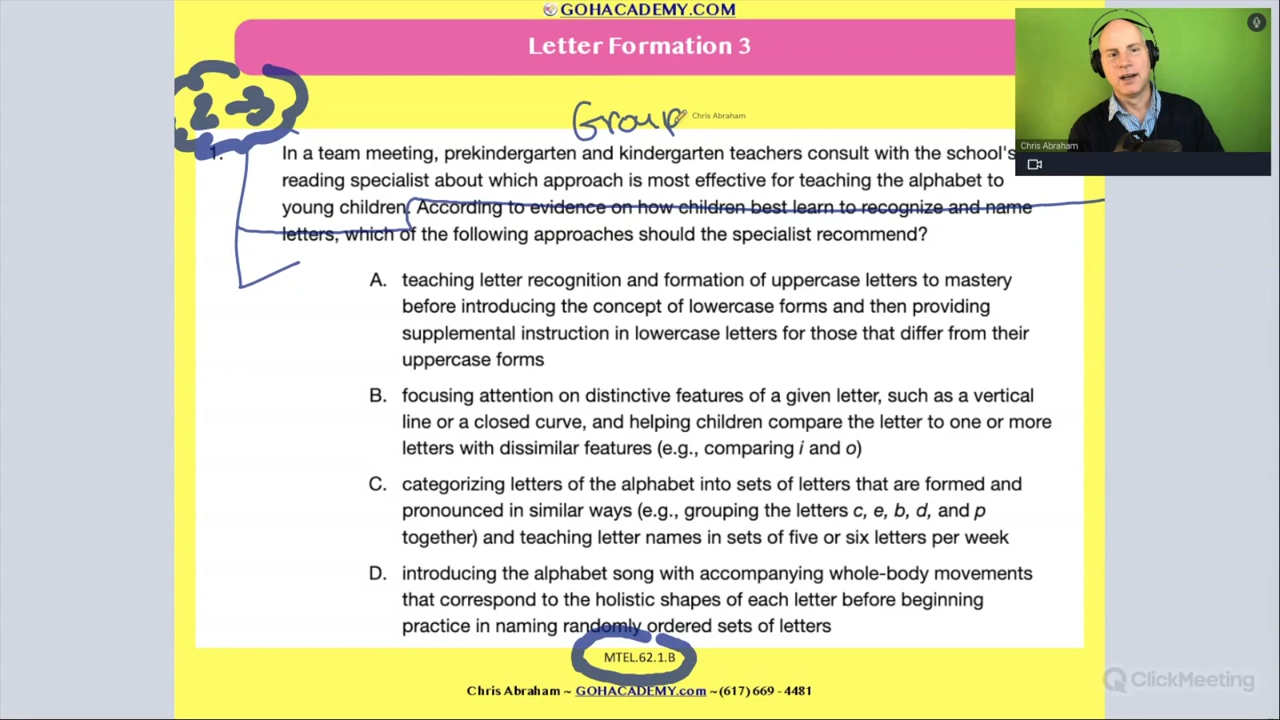 GOHACADEMY.COM
Letter Formation 3
2 → 3
Group
Chris Abraham
Chris Abraham
1.
In a team meeting, prekindergarten and kindergarten teachers consult with the school's
reading specialist about which approach is most effective for teaching the alphabet to
young children. According to evidence on how children best learn to recognize and name
letters, which of the following approaches should the specialist recommend?
A. teaching letter recognition and formation of uppercase letters to mastery
before introducing the concept of lowercase forms and then providing
supplemental instruction in lowercase letters for those that differ from their
uppercase forms
B. focusing attention on distinctive features of a given letter, such as a vertical
line or a closed curve, and helping children compare the letter to one or more
letters with dissimilar features (e.g., comparing i and o)
C. categorizing letters of the alphabet into sets of letters that are formed and
pronounced in similar ways (e.g., grouping the letters c, e, b, d, and p
together) and teaching letter names in sets of five or six letters per week
D. introducing the alphabet song with accompanying whole-body movements
that correspond to the holistic shapes of each letter before beginning
practice in naming randomly ordered sets of letters
MTEL.62.1.B
Chris Abraham ~ GOHACADEMY.com ~(617) 669 - 4481
ClickMeeting